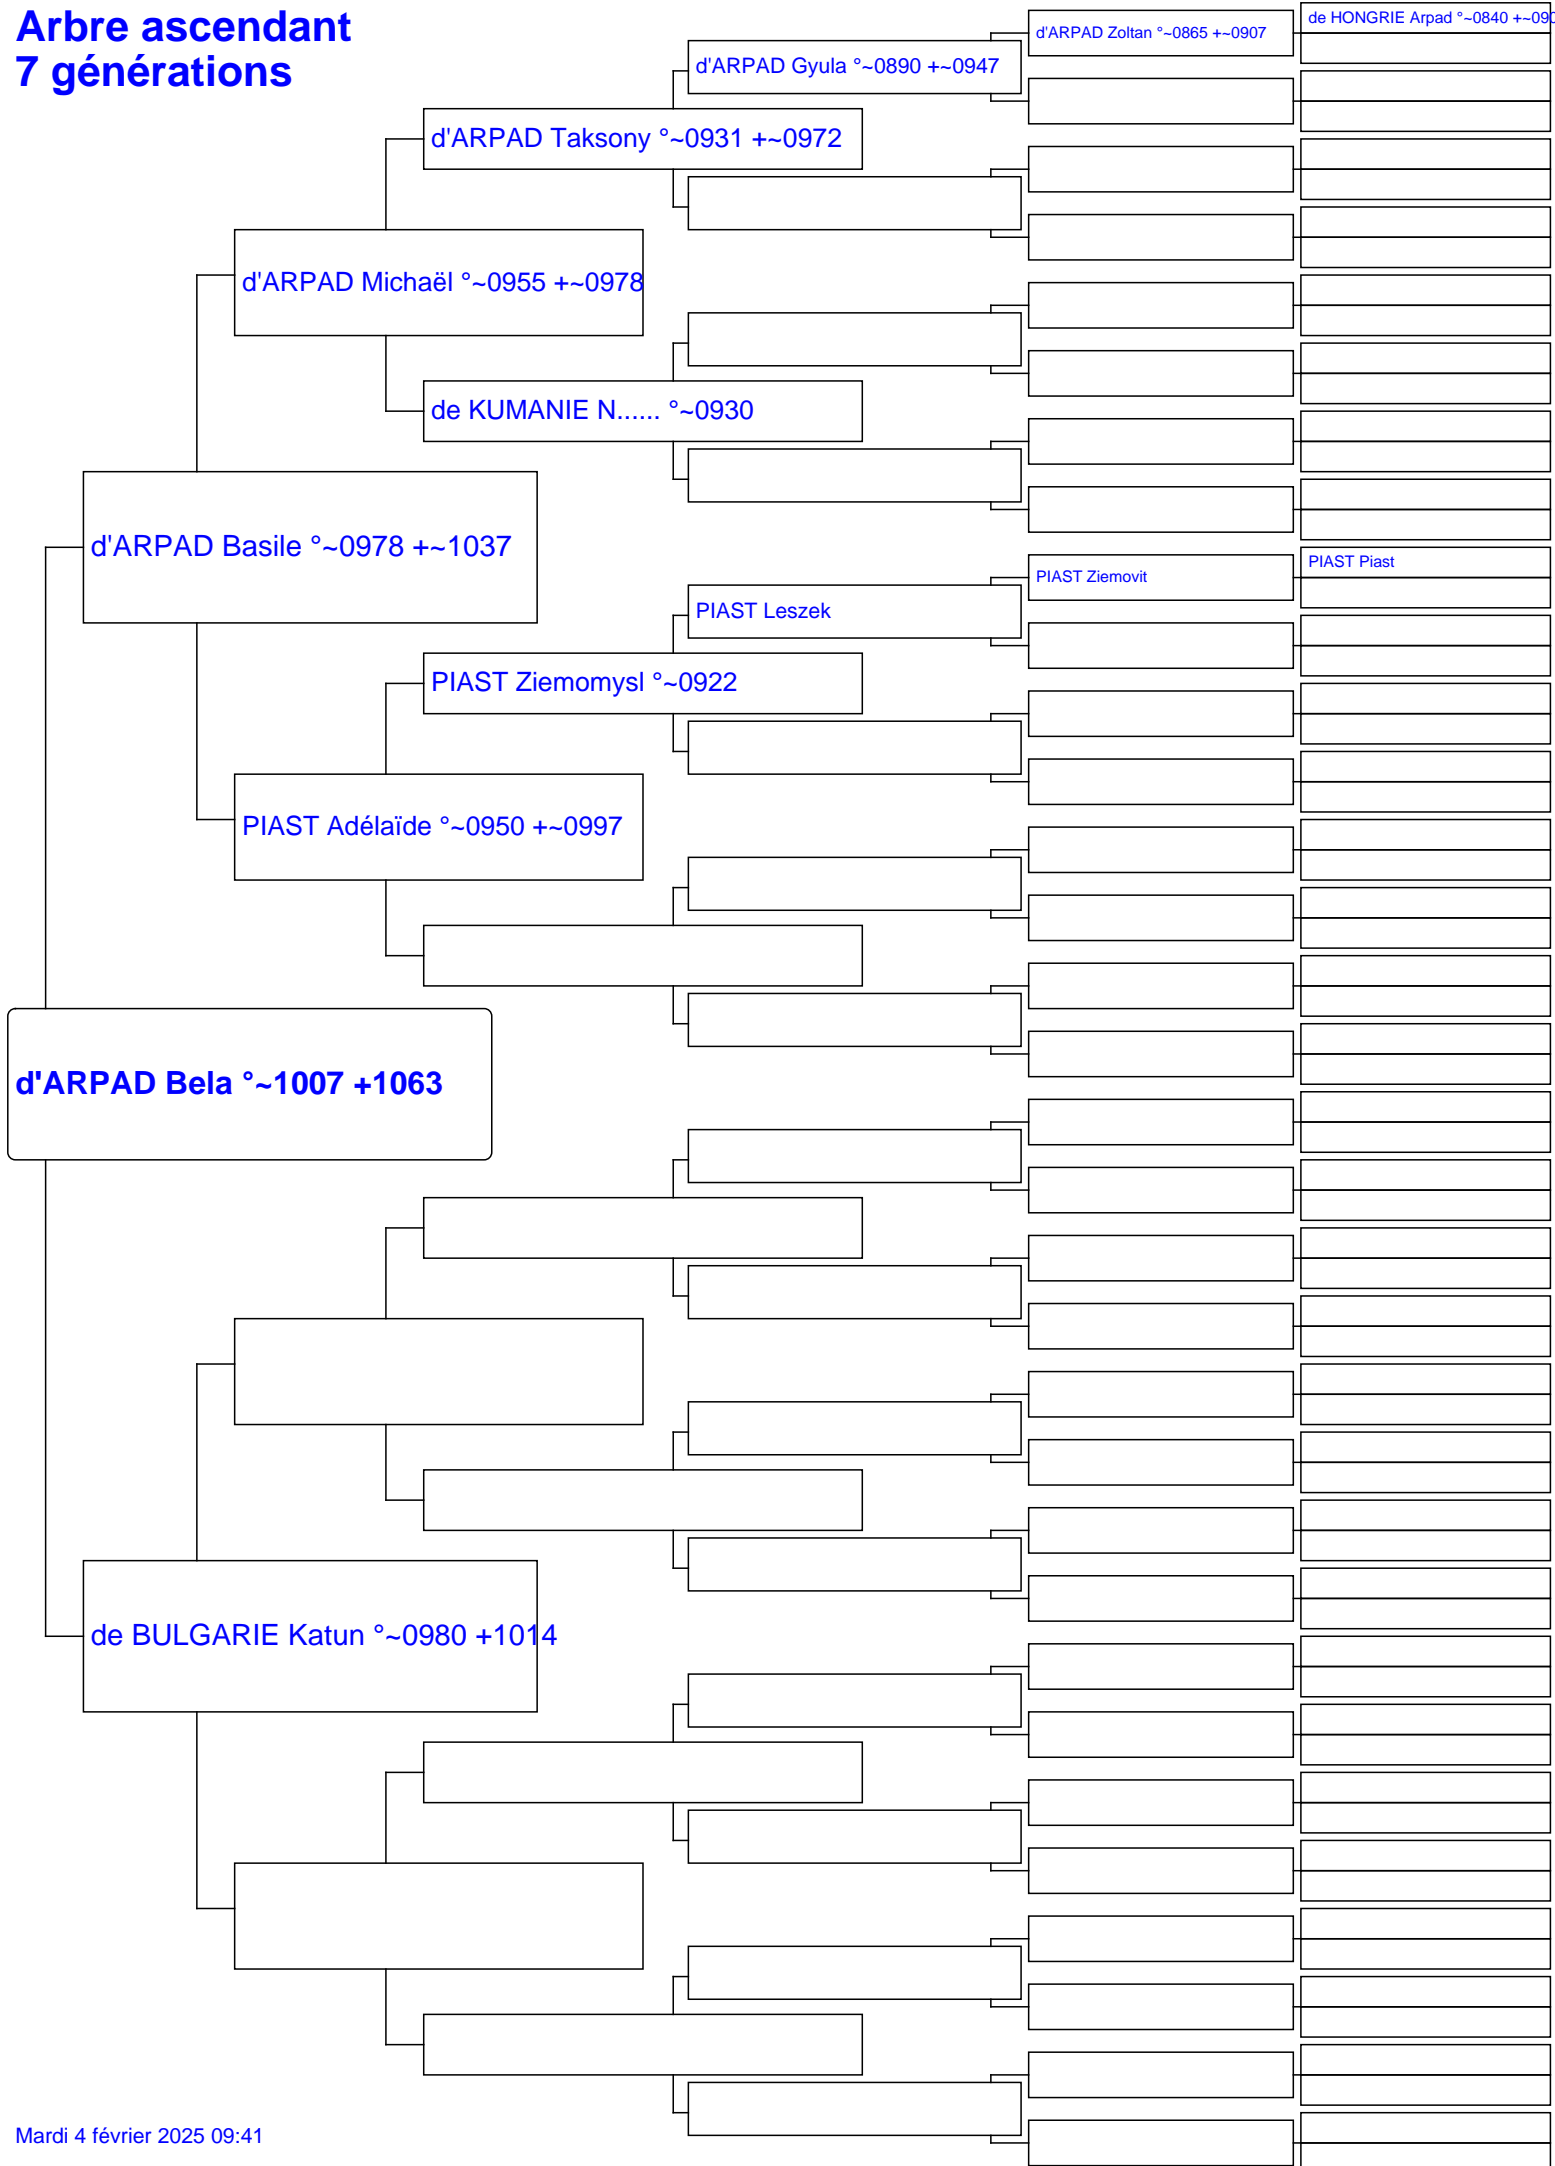 Arbre ascendant
7 générations
de HONGRIE Arpad °~0840 +~090
d'ARPAD Zoltan °~0865 +~0907
d'ARPAD Gyula °~0890 +~0947
d'ARPAD Taksony °~0931 +~0972
d'ARPAD Michaël °~0955 +~0978
de KUMANIE N...... °~0930
d'ARPAD Basile °~0978 +~1037
PIAST Piast
PIAST Ziemovit
PIAST Leszek
PIAST Ziemomysl °~0922
PIAST Adélaïde °~0950 +~0997
d'ARPAD Bela °~1007 +1063
de BULGARIE Katun °~0980 +1014
Mardi 4 février 2025 09:41